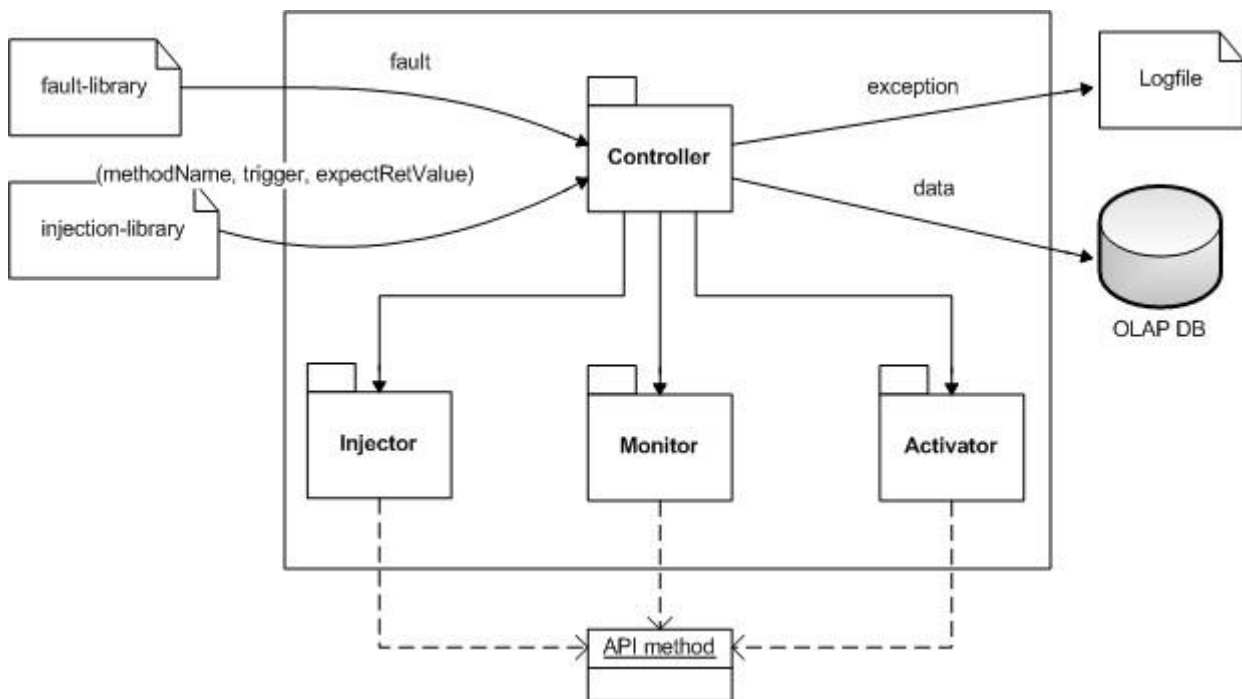 fault-library
fault
Controller
exception
Logfile
(methodName, trigger, expectRetValue)
injection-library
data
OLAP DB
Injector
Monitor
Activator
API method